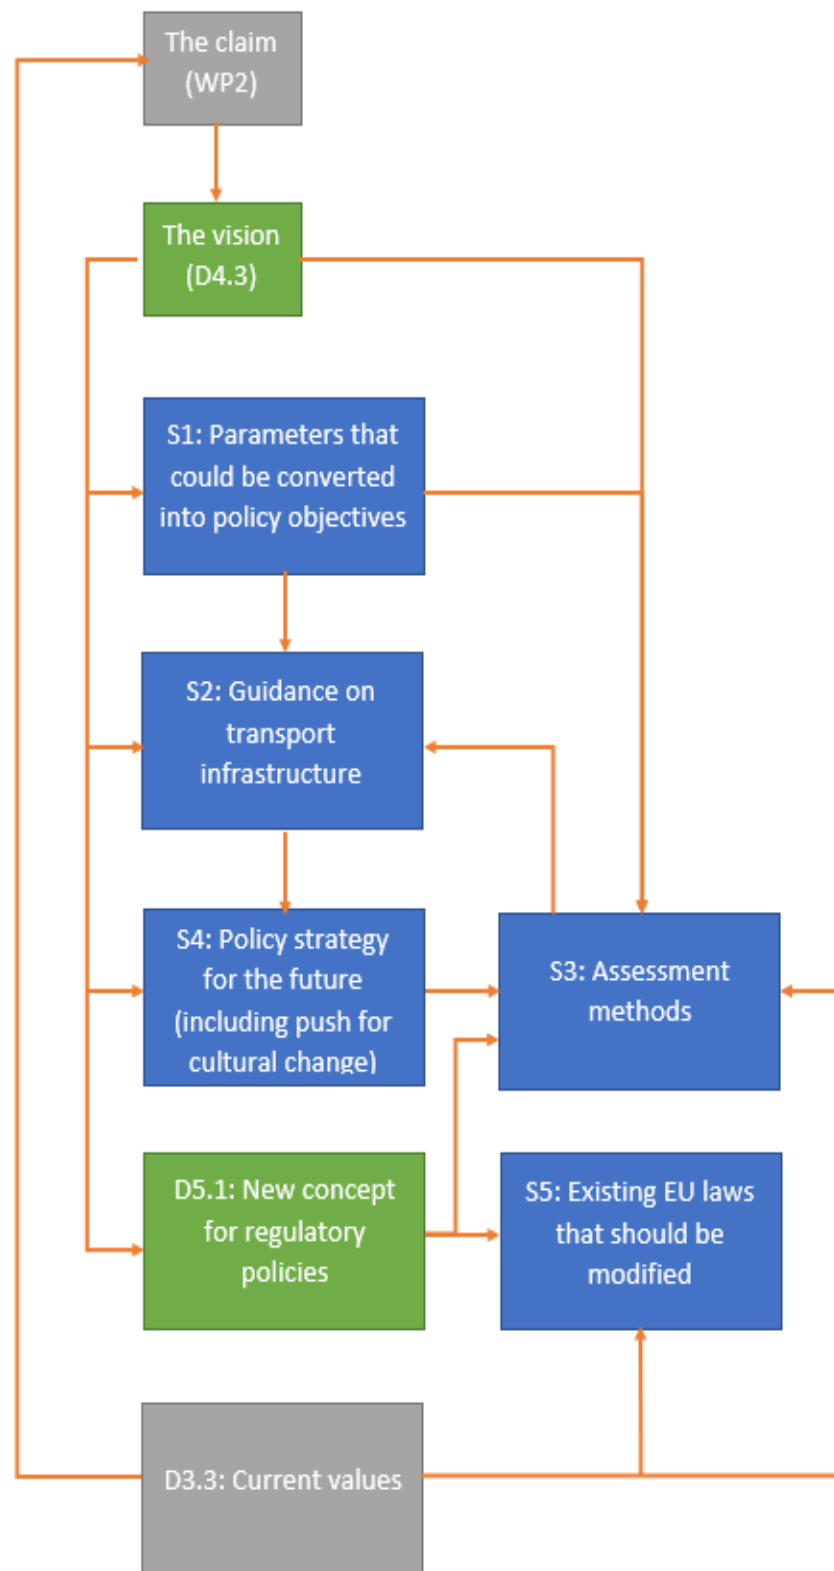 The claim
(WP2)
The vision
(D4.3)
S1: Parameters that
could be converted
into policy objectives
S2: Guidance on
transport
infrastructure
S4: Policy strategy
for the future
(including push for
cultural change)
S3: Assessment
methods
D5.1: New concept
for regulatory
policies
S5: Existing EU laws
that should be
modified
D3.3: Current values